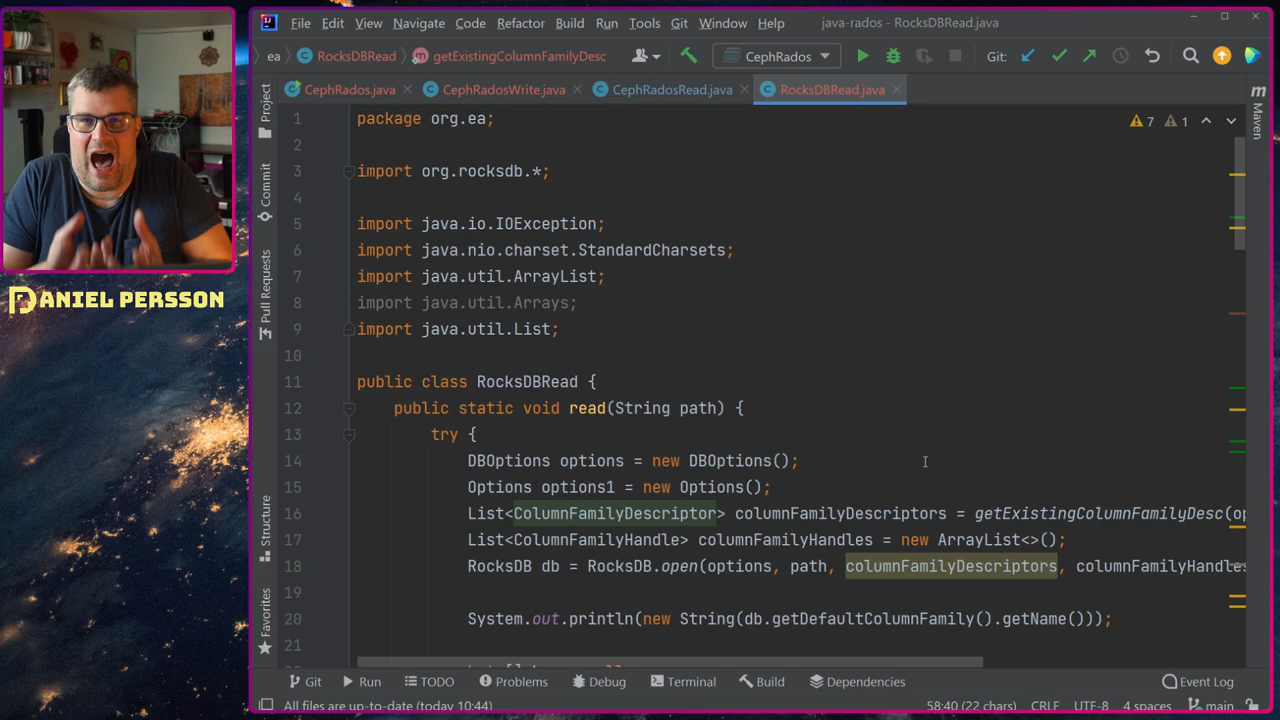 File Edit View Navigate Code Refactor Build Run Tools Git Window Help java-rados - RocksDBRead.java
ea RocksDBRead getExistingColumnFamilyDesc CephRados Git:
CephRados.java CephRadosWrite.java CephRadosRead.java RocksDBRead.java
Project
Commit
Pull Requests
Structure
Favorites
Maven
DANIEL PERSSON
7 1
1 package org.ea;
2
3 import org.rocksdb.*;
4
5 import java.io.IOException;
6 import java.nio.charset.StandardCharsets;
7 import java.util.ArrayList;
8 import java.util.Arrays;
9 import java.util.List;
10
11 public class RocksDBRead {
12 public static void read(String path) {
13 try {
14 DBOptions options = new DBOptions();
15 Options options1 = new Options();
16 List<ColumnFamilyDescriptor> columnFamilyDescriptors = getExistingColumnFamilyDesc(op
17 List<ColumnFamilyHandle> columnFamilyHandles = new ArrayList<>();
18 RocksDB db = RocksDB.open(options, path, columnFamilyDescriptors, columnFamilyHandles
19
20 System.out.println(new String(db.getDefaultColumnFamily().getName()));
21
Git Run TODO Problems Debug Terminal Build Dependencies Event Log
All files are up-to-date (today 10:44) 58:40 (22 chars) CRLF UTF-8 4 spaces main